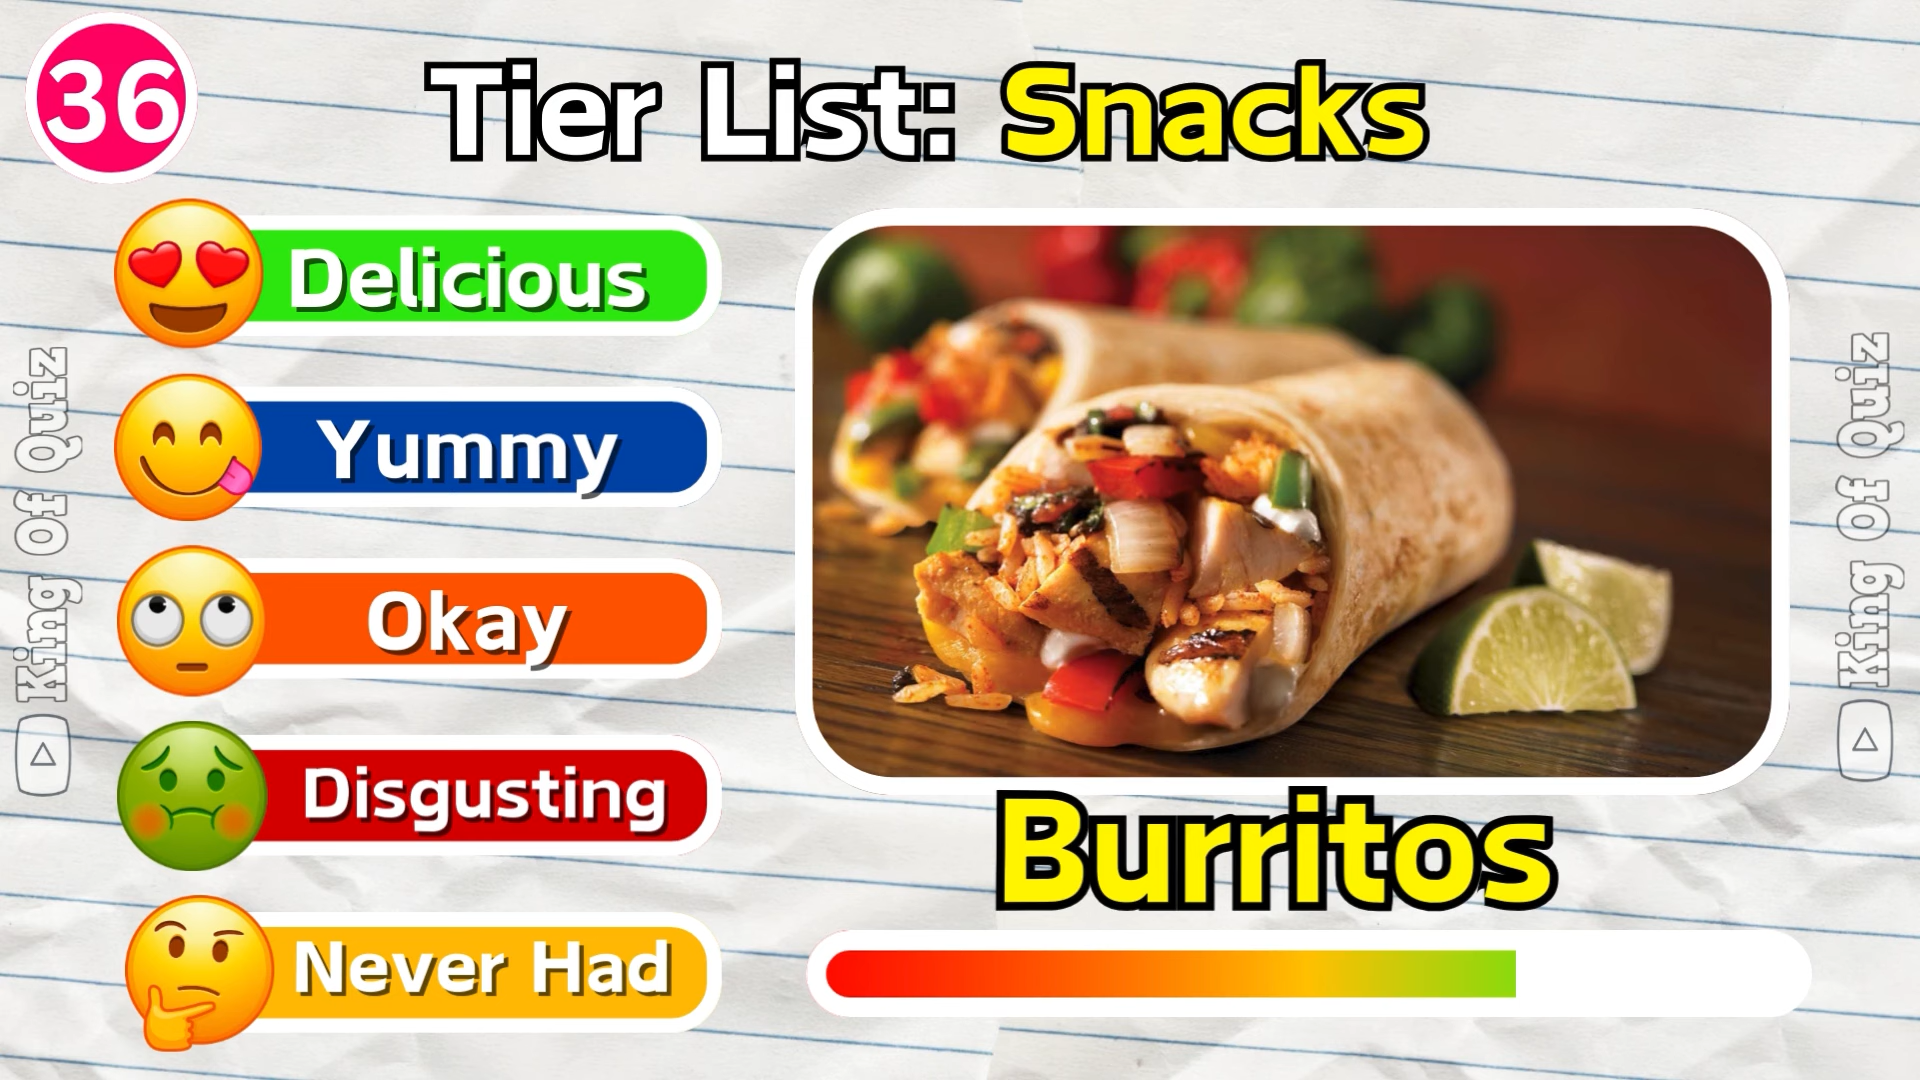 36
Tier List: Snacks
Delicious
Yummy
Okay
Disgusting
Never Had
Burritos
King Of Quiz
King Of Quiz